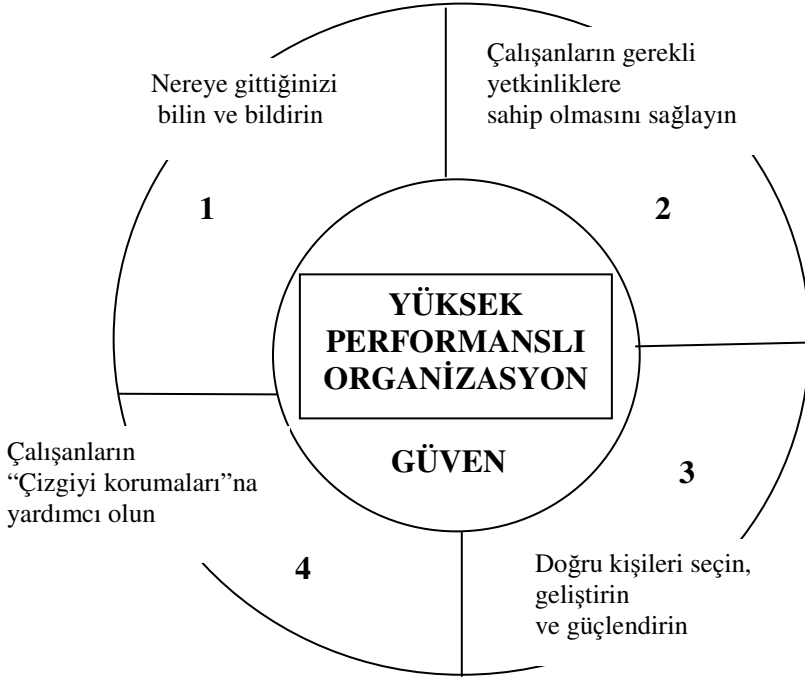 Nereye gittiğinizi
bilin ve bildirin
1
Çalışanların gerekli
yetkinliklere
sahip olmasını sağlayın
2
YÜKSEK
PERFORMANSLI
ORGANİZASYON
GÜVEN
3
Doğru kişileri seçin,
geliştirin
ve güçlendirin
Çalışanların
“Çizgiyi korumaları”na
yardımcı olun
4